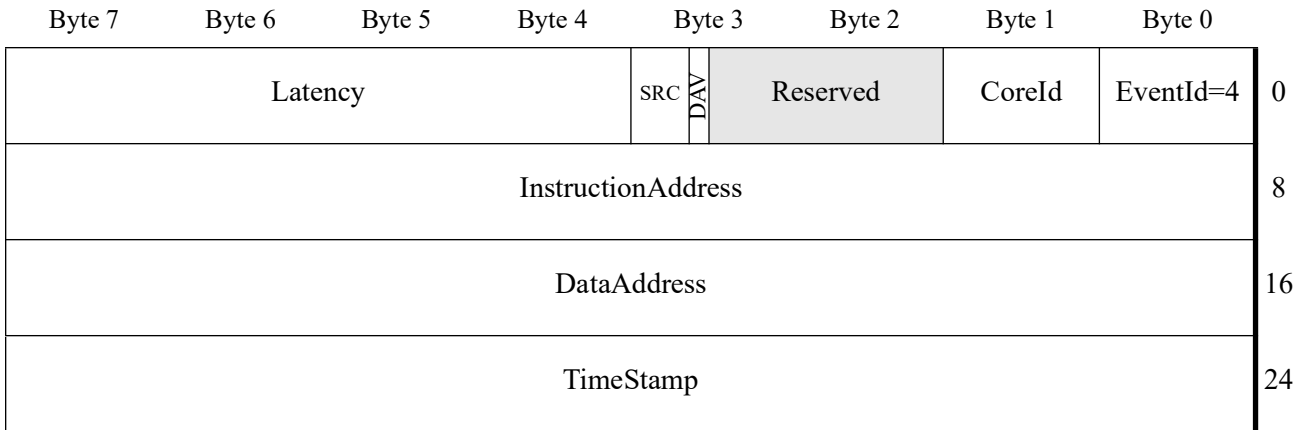 Byte 7 Byte 6 Byte 5 Byte 4 Byte 3 Byte 2 Byte 1 Byte 0
Latency SRC DAV Reserved CoreId EventId=4 0
InstructionAddress 8
DataAddress 16
TimeStamp 24